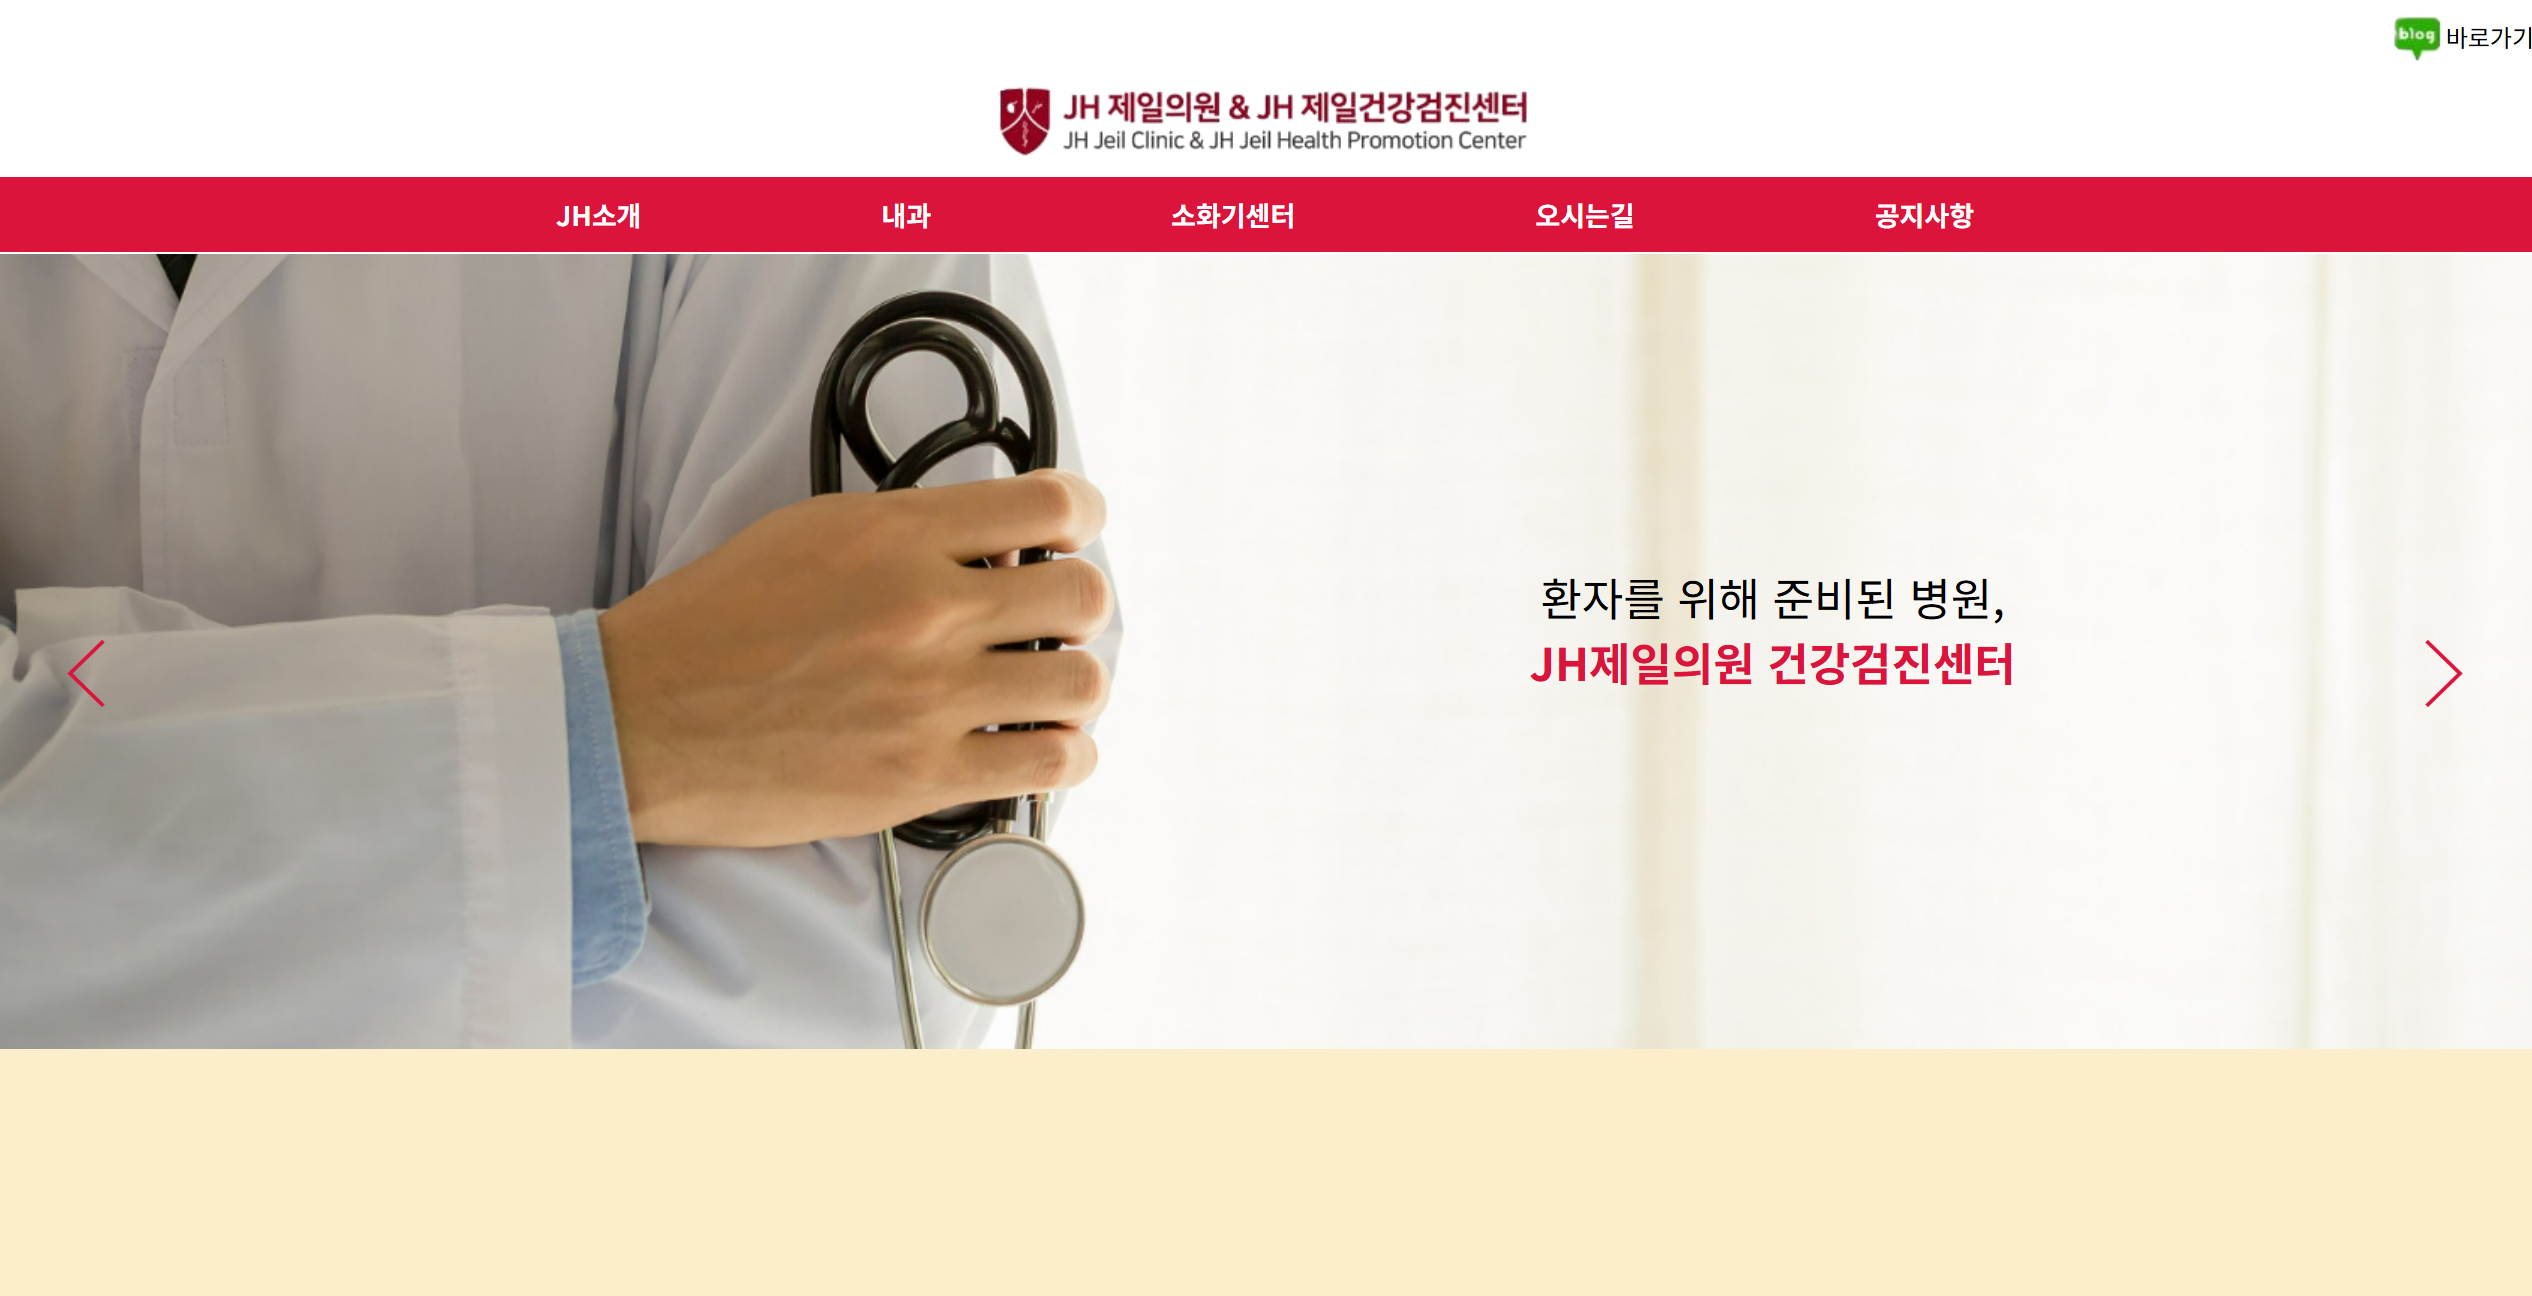 blog 바로가기
JH 제일의원 & JH 제일건강검진센터
JH Jeil Clinic & JH Jeil Health Promotion Center
JH소개 내과 소화기센터 오시는길 공지사항
환자를 위해 준비된 병원,
JH제일의원 건강검진센터